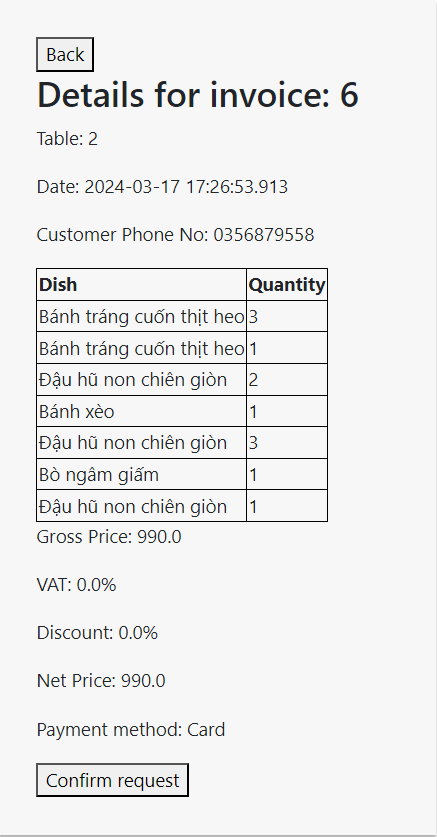 Back
Details for invoice: 6
Table: 2
Date: 2024-03-17 17:26:53.913
Customer Phone No: 0356879558
Dish Quantity
Bánh tráng cuốn thịt heo 3
Bánh tráng cuốn thịt heo 1
Đậu hũ non chiên giòn 2
Bánh xèo 1
Đậu hũ non chiên giòn 3
Bò ngâm giấm 1
Đậu hũ non chiên giòn 1
Gross Price: 990.0
VAT: 0.0%
Discount: 0.0%
Net Price: 990.0
Payment method: Card
Confirm request